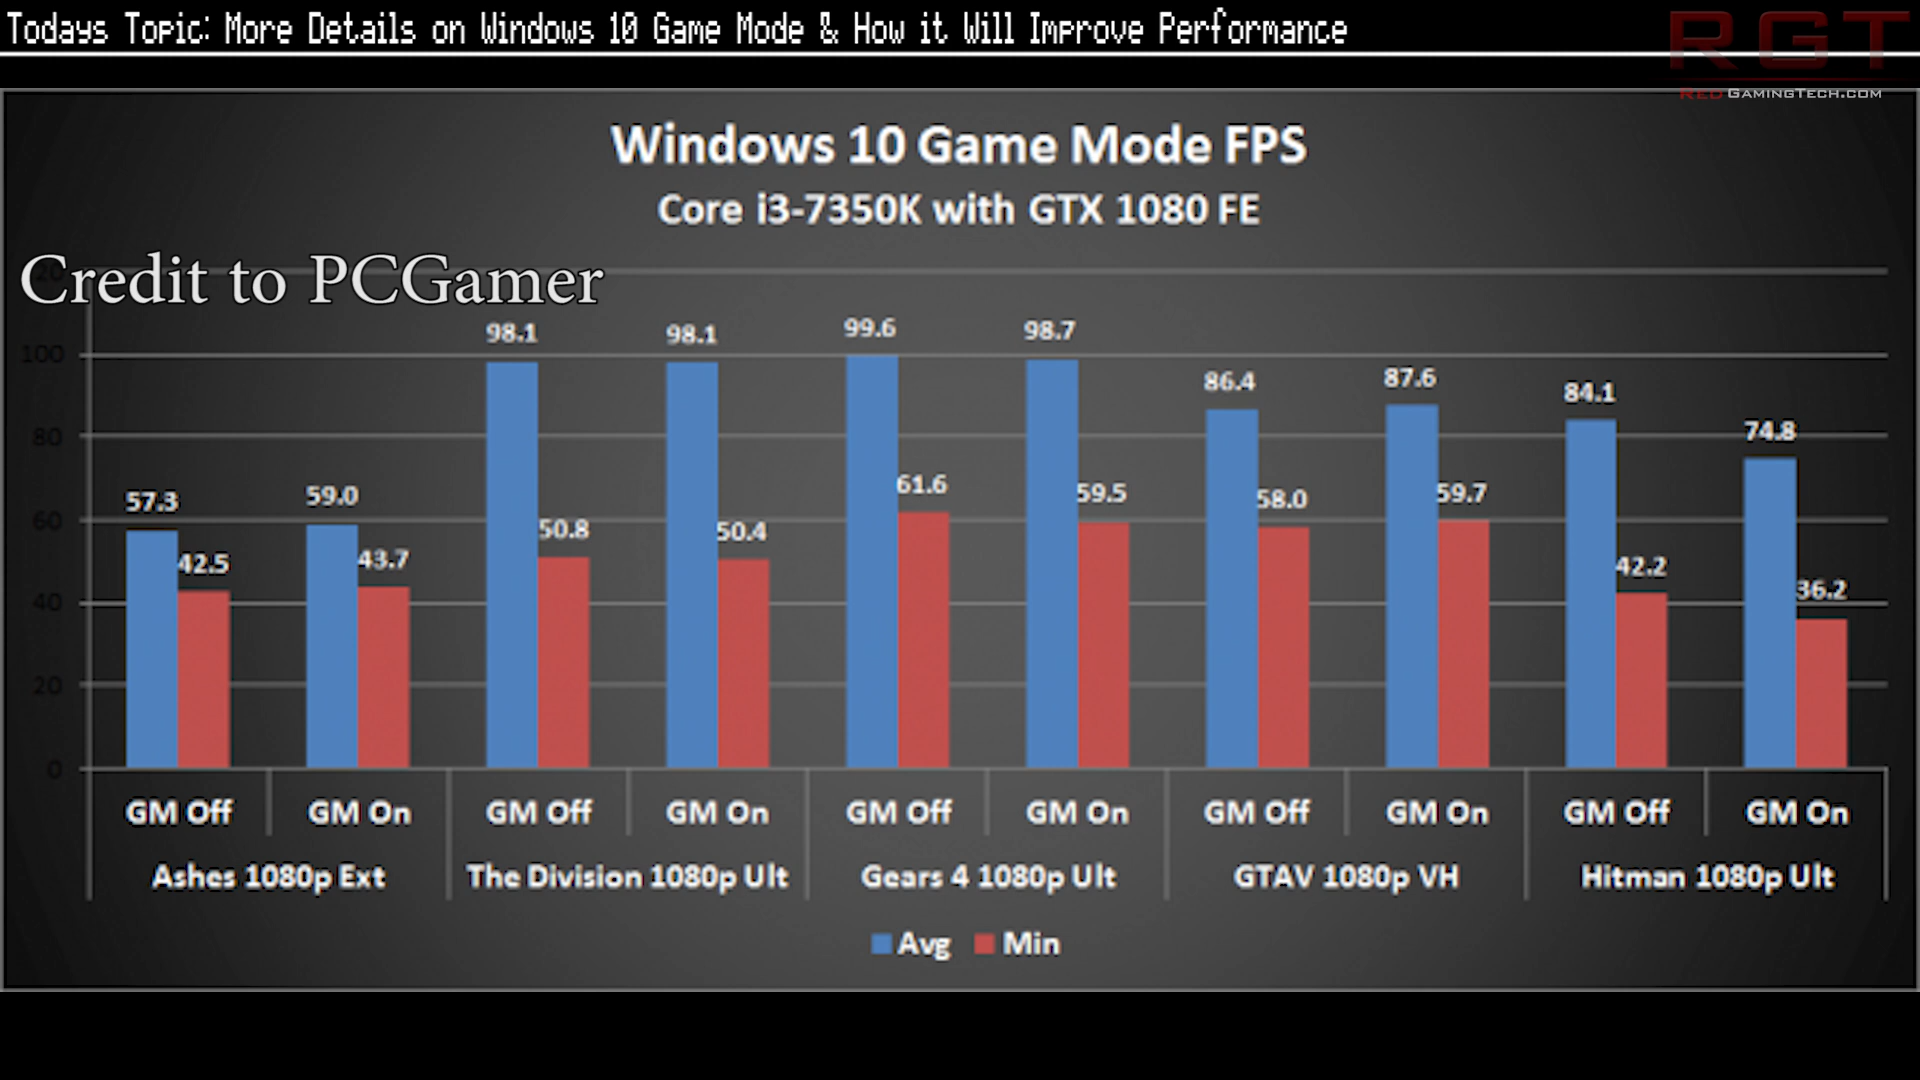 Todays Topic: More Details on Windows 10 Game Mode & How it Will Improve Performance
RGT
RedGamingTech.com
Windows 10 Game Mode FPS
Core i3-7350K with GTX 1080 FE
Credit to PCGamer
100
80
60
40
20
0
57.3 42.5 59.0 43.7 98.1 50.8 98.1 50.4 99.6 61.6 98.7 59.5 86.4 58.0 87.6 59.7 84.1 42.2 74.8 36.2
GM Off GM On GM Off GM On GM Off GM On GM Off GM On GM Off GM On
Ashes 1080p Ext The Division 1080p Ult Gears 4 1080p Ult GTAV 1080p VH Hitman 1080p Ult
Avg Min